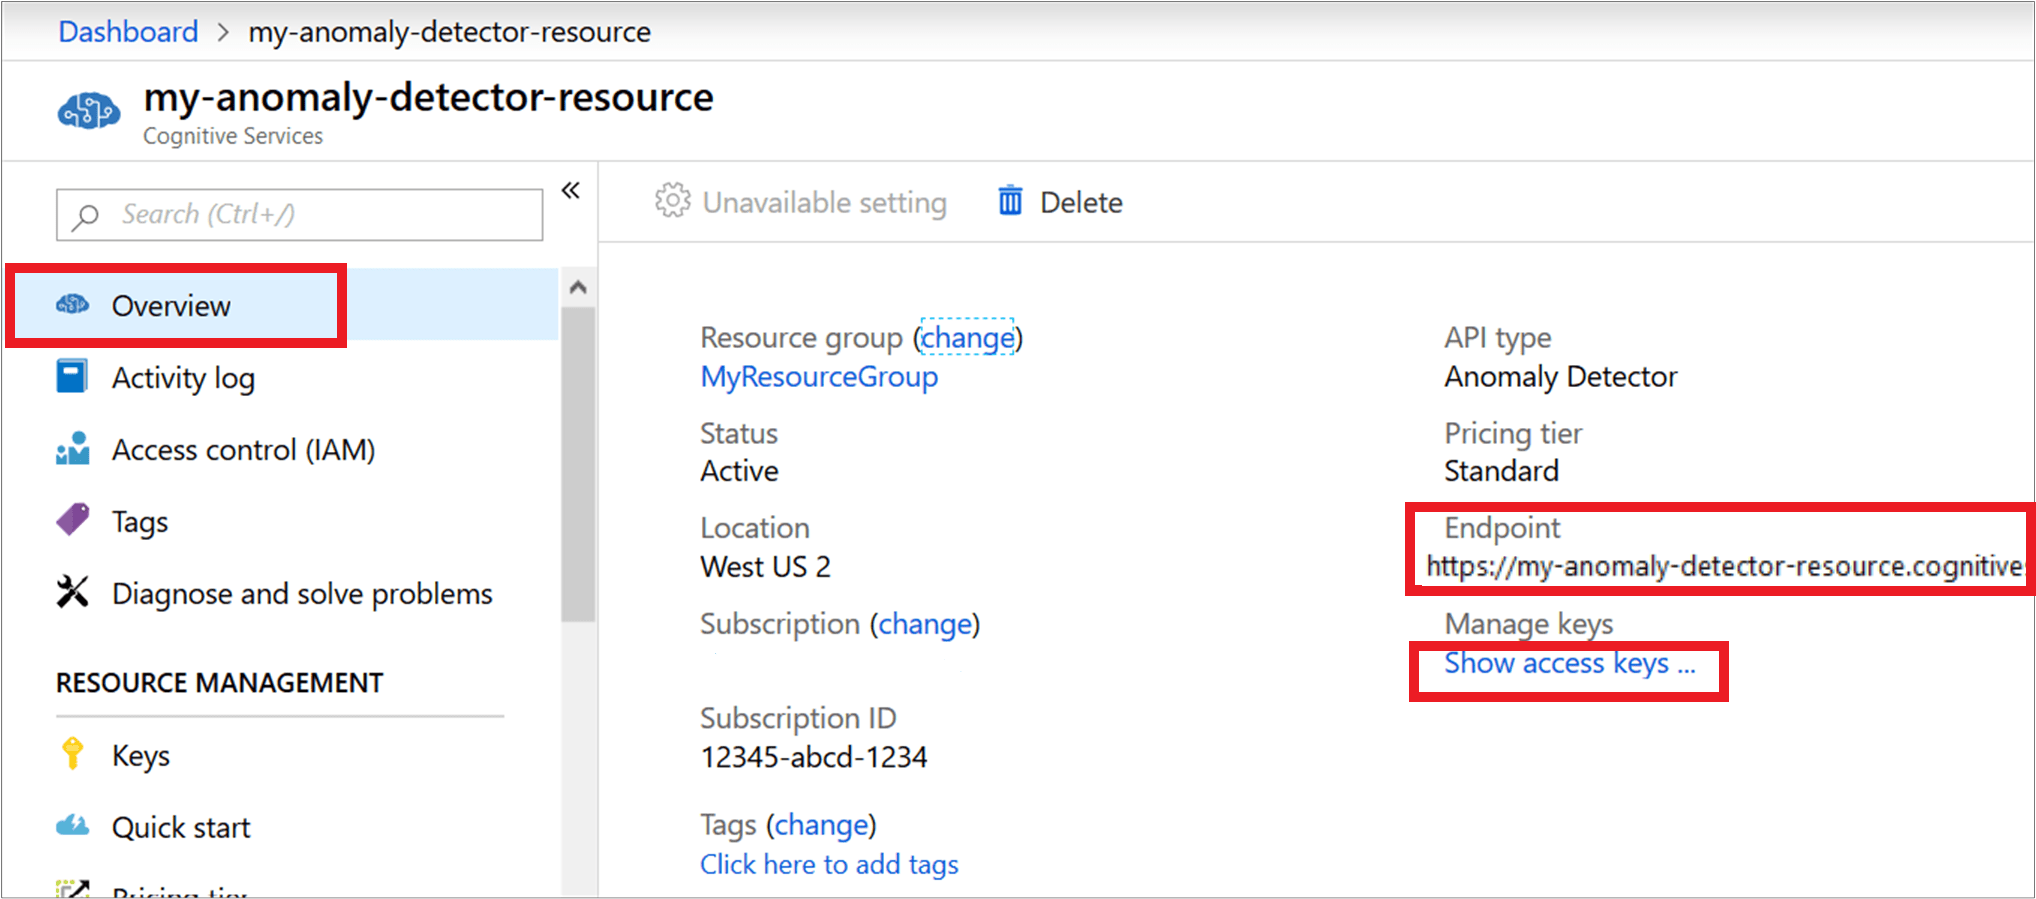 Dashboard > my-anomaly-detector-resource
my-anomaly-detector-resource
Cognitive Services
Search (Ctrl+/)
«
Overview
Activity log
Access control (IAM)
Tags
Diagnose and solve problems
RESOURCE MANAGEMENT
Keys
Quick start
Pricing tier
Unavailable setting
Delete
Resource group (change)
MyResourceGroup
Status
Active
Location
West US 2
Subscription (change)
Subscription ID
12345-abcd-1234
Tags (change)
Click here to add tags
API type
Anomaly Detector
Pricing tier
Standard
Endpoint
https://my-anomaly-detector-resource.cognitive
Manage keys
Show access keys ...